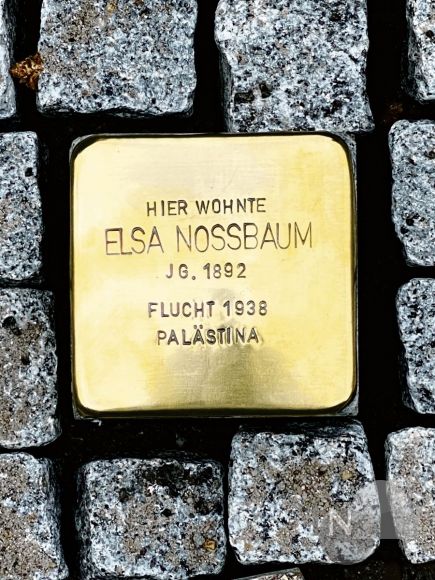 HIER WOHNTE
ELSA NOSSBAUM
JG. 1892
FLUCHT 1938
PALÄSTINA
N